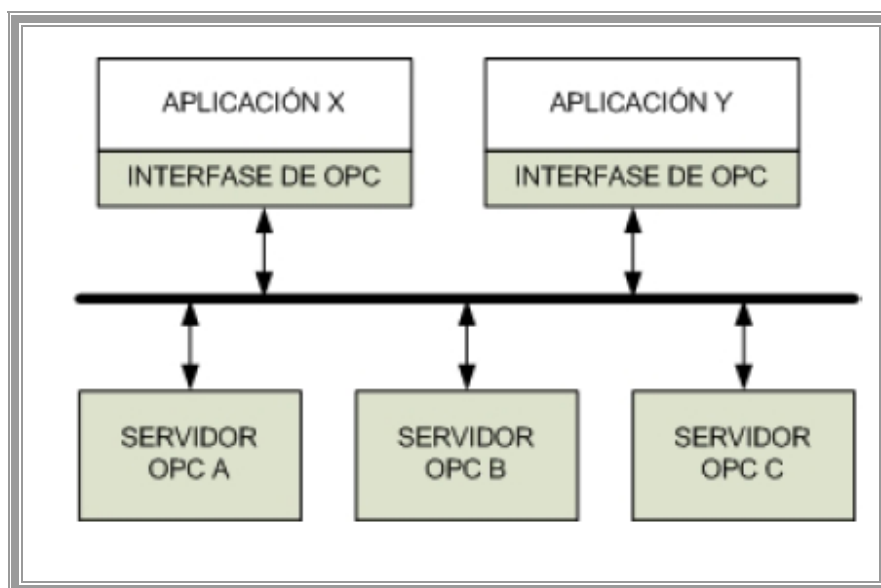 APLICACIÓN X
INTERFASE DE OPC
APLICACIÓN Y
INTERFASE DE OPC
SERVIDOR
OPC A
SERVIDOR
OPC B
SERVIDOR
OPC C